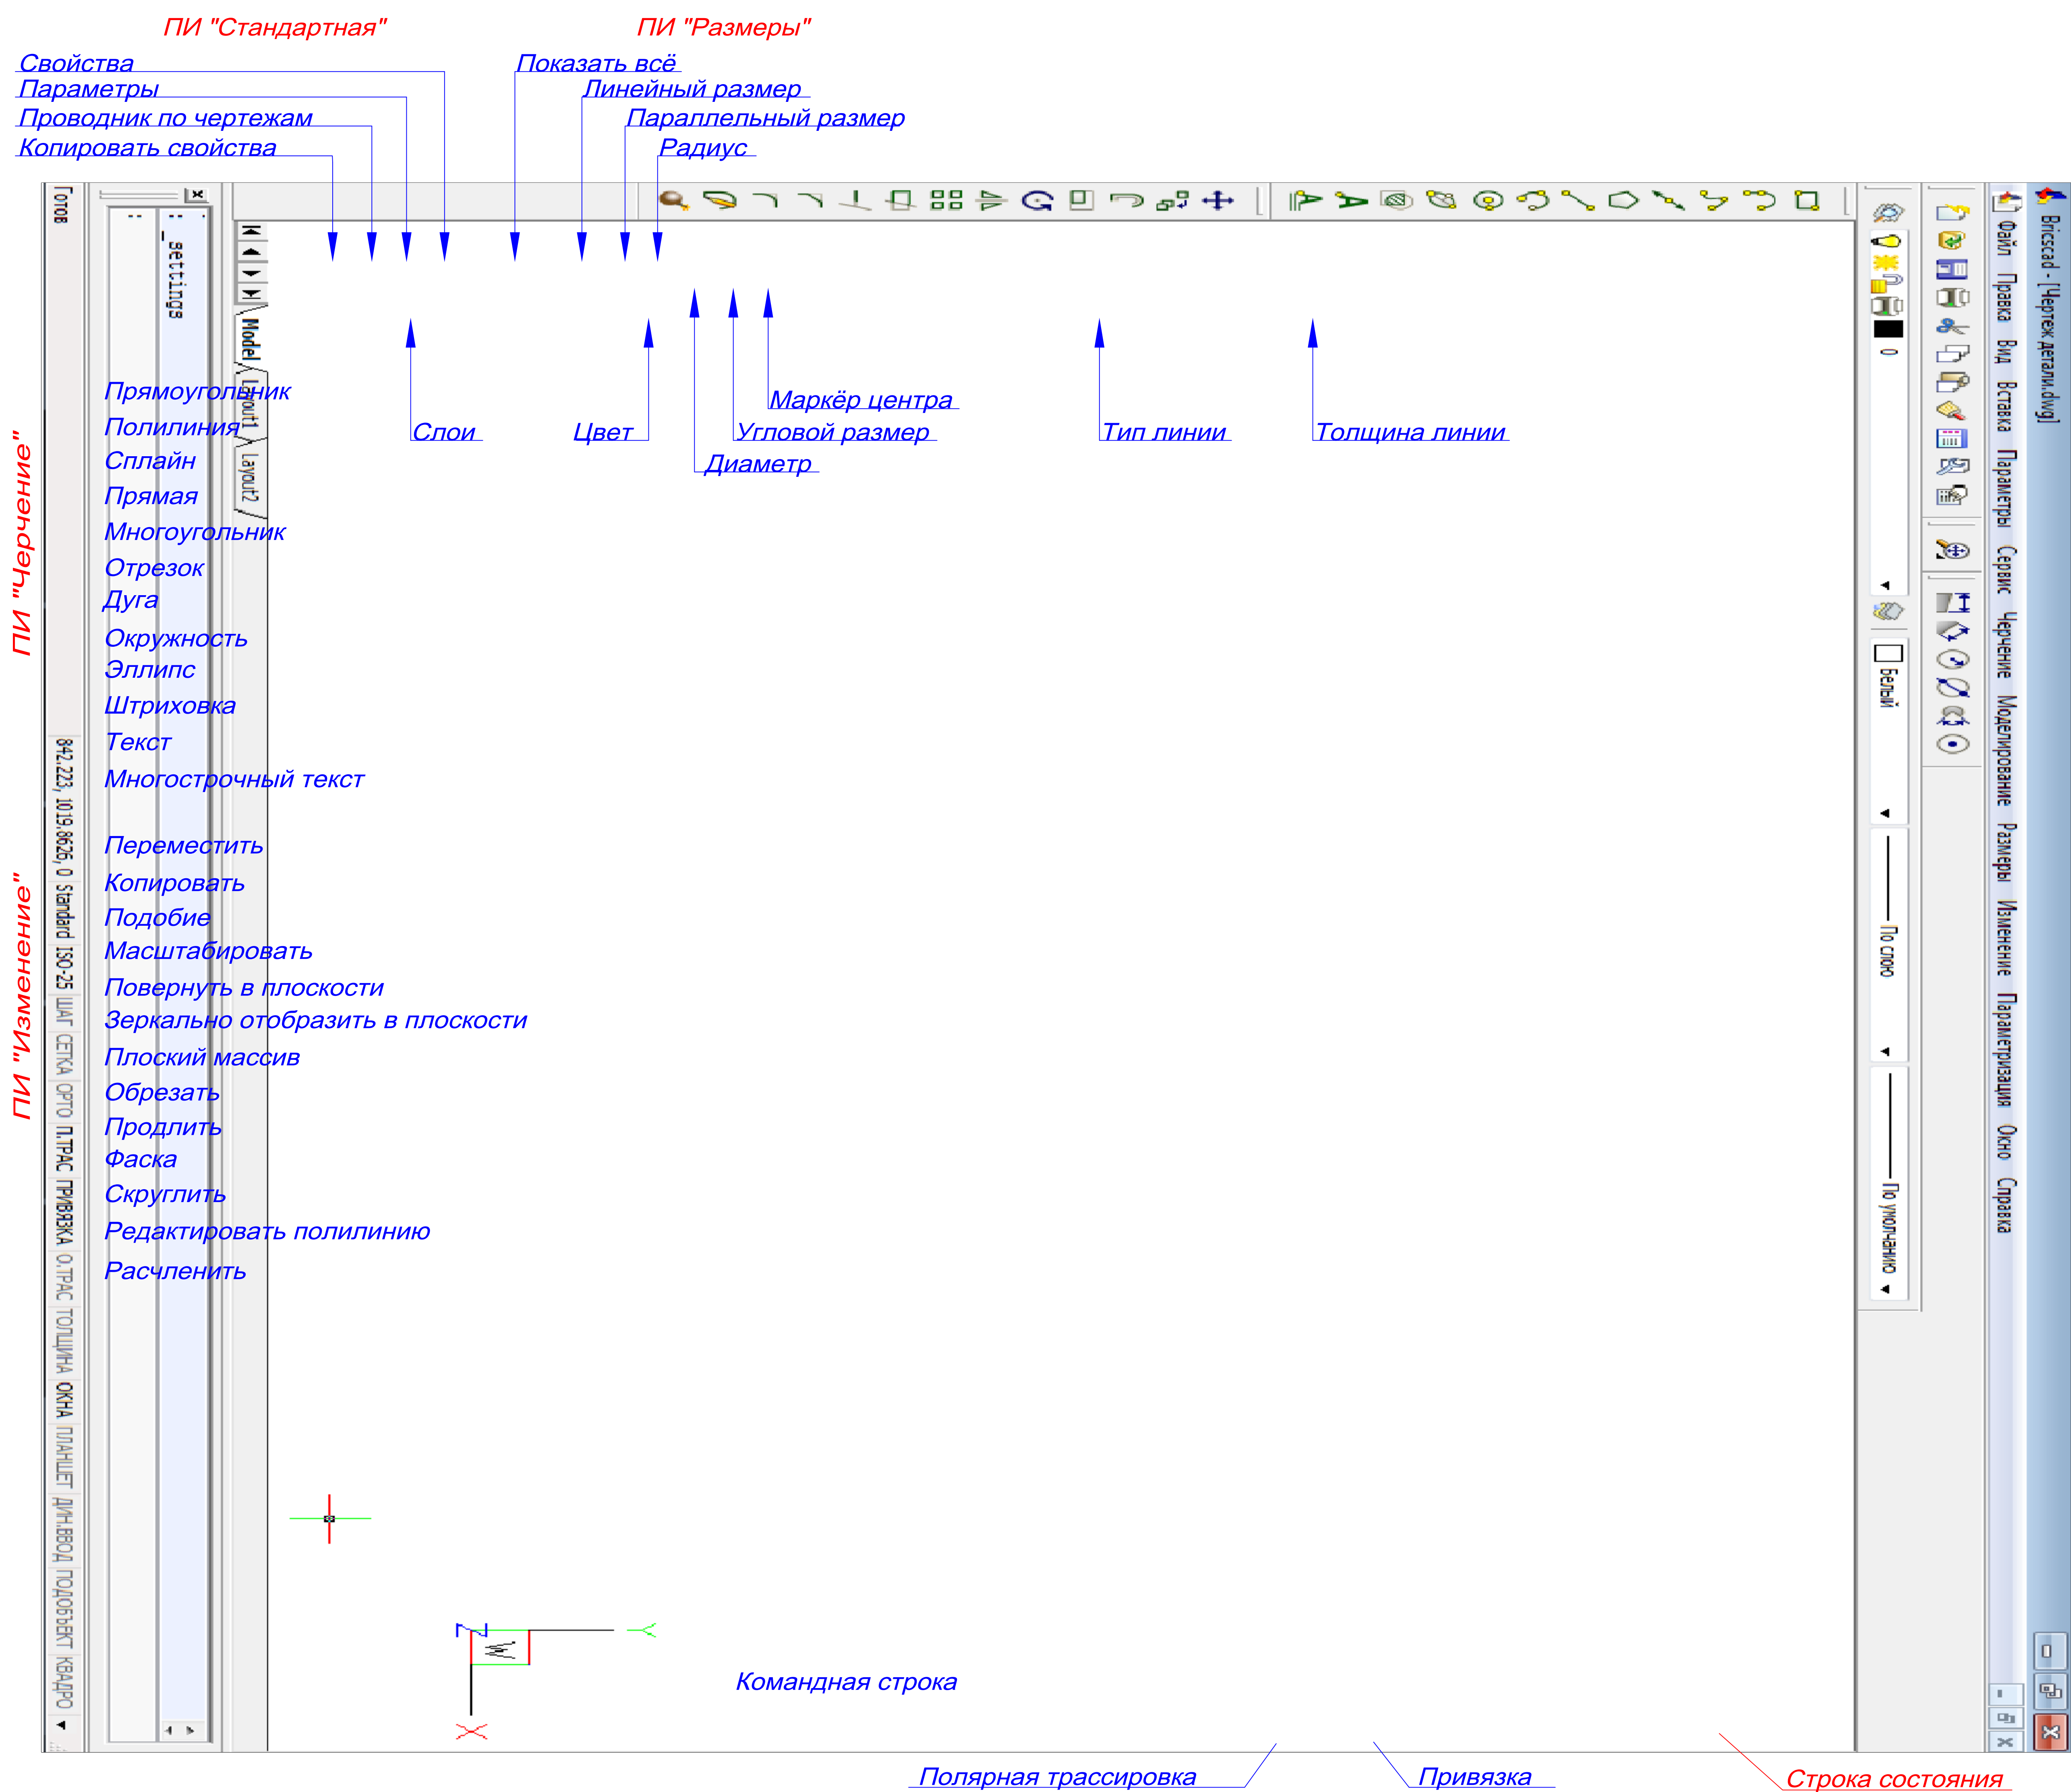 ПИ "Стандартная"
ПИ "Размеры"
Свойства
Показать всё
Параметры
Линейный размер
Проводник по чертежам
Параллельный размер
Копировать свойства
Радиус
Bricscad - [Чертеж детали.dwg]
Файл Правка Вид Вставка Параметры Сервис Черчение Моделирование Размеры Изменение Параметризация Окно Справка
0
Белый
По слою
По умолчанию
Маркёр центра
Слои
Цвет
Угловой размер
Тип линии
Толщина линии
Диаметр
ПИ "Черчение"
Прямоугольник
Полилиния
Сплайн
Прямая
Многоугольник
Отрезок
Дуга
Окружность
Эллипс
Штриховка
Текст
Многострочный текст
ПИ "Изменение"
Переместить
Копировать
Подобие
Масштабировать
Повернуть в плоскости
Зеркально отобразить в плоскости
Плоский массив
Обрезать
Продлить
Фаска
Скруглить
Редактировать полилинию
Расчленить
Y
Z
W
X
Командная строка
Model Layout1 Layout2
: _settings
:
Готов 842.223, 1019.8626, 0 Standard ISO-25 ШАГ СЕТКА ОРТО П.ТРАС ПРИВЯЗКА О.ТРАС ТОЛЩИНА ОКНА ПЛАНШЕТ ДИН.ВВОД ПОДОБЪЕКТ КВАДРО
Полярная трассировка
Привязка
Строка состояния